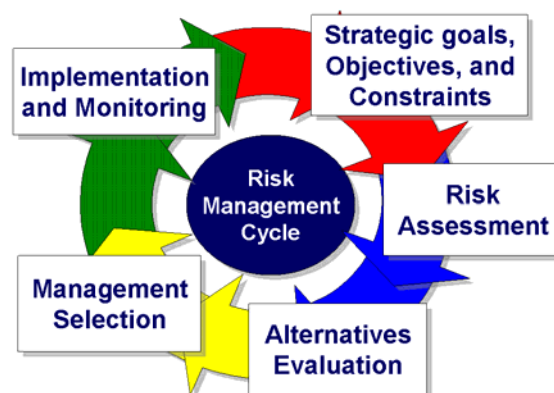 Strategic goals,
Objectives, and
Constraints
Implementation
and Monitoring
Risk
Management
Cycle
Risk
Assessment
Management
Selection
Alternatives
Evaluation